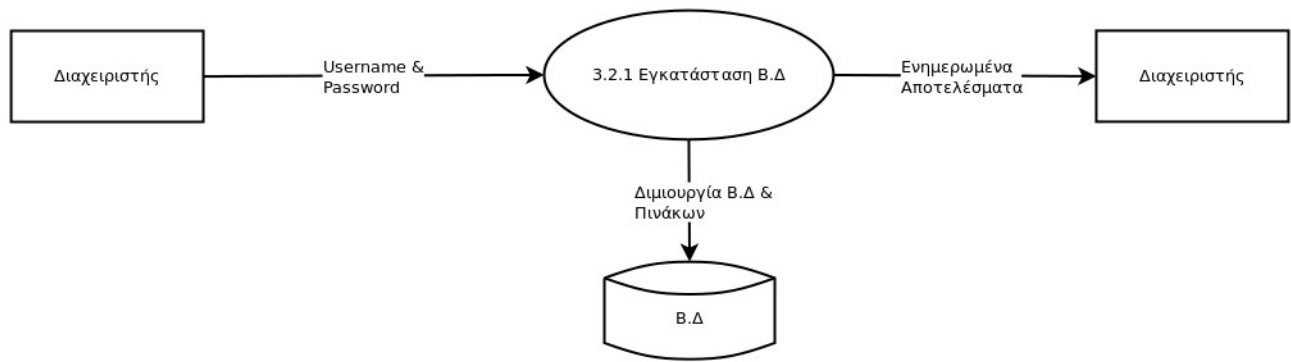 Διαχειριστής
Username &
Password
3.2.1 Εγκατάσταση Β.Δ
Ενημερωμένα
Αποτελέσματα
Διαχειριστής
Διμιουργία Β.Δ &
Πινάκων
Β.Δ